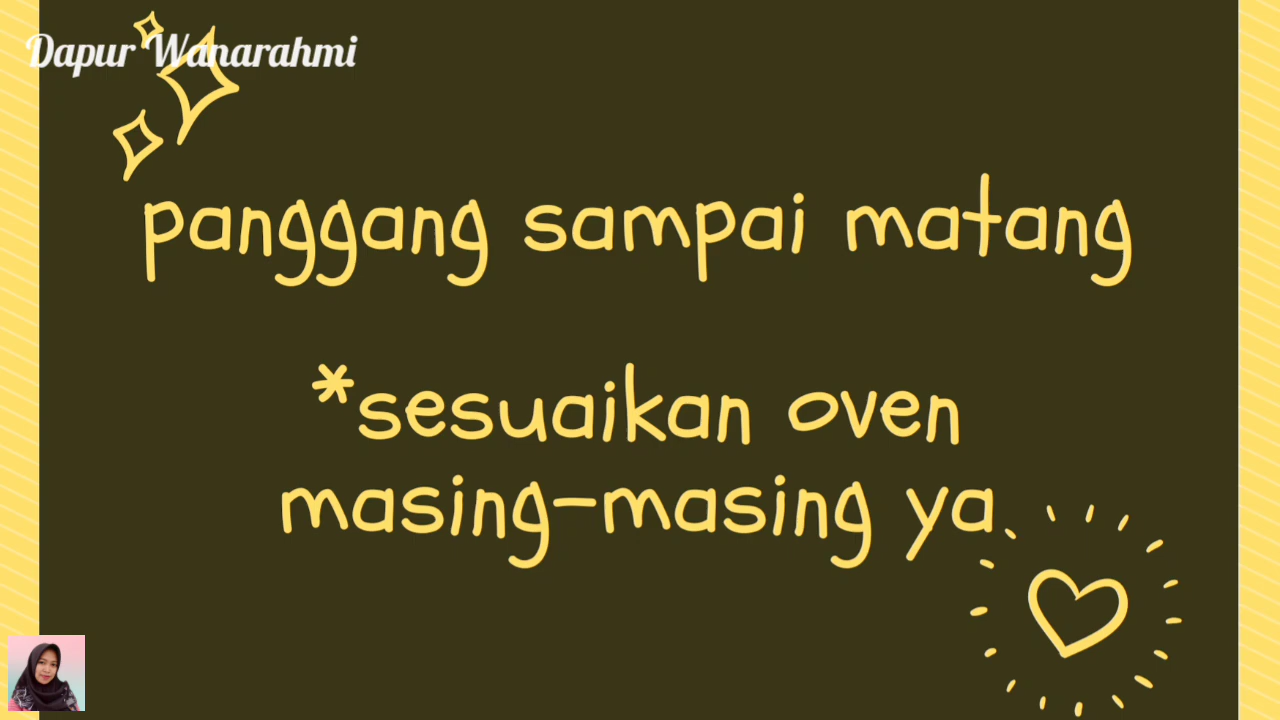 Dapur Wanarahmi
panggang sampai matang
*sesuaikan oven
masing-masing ya